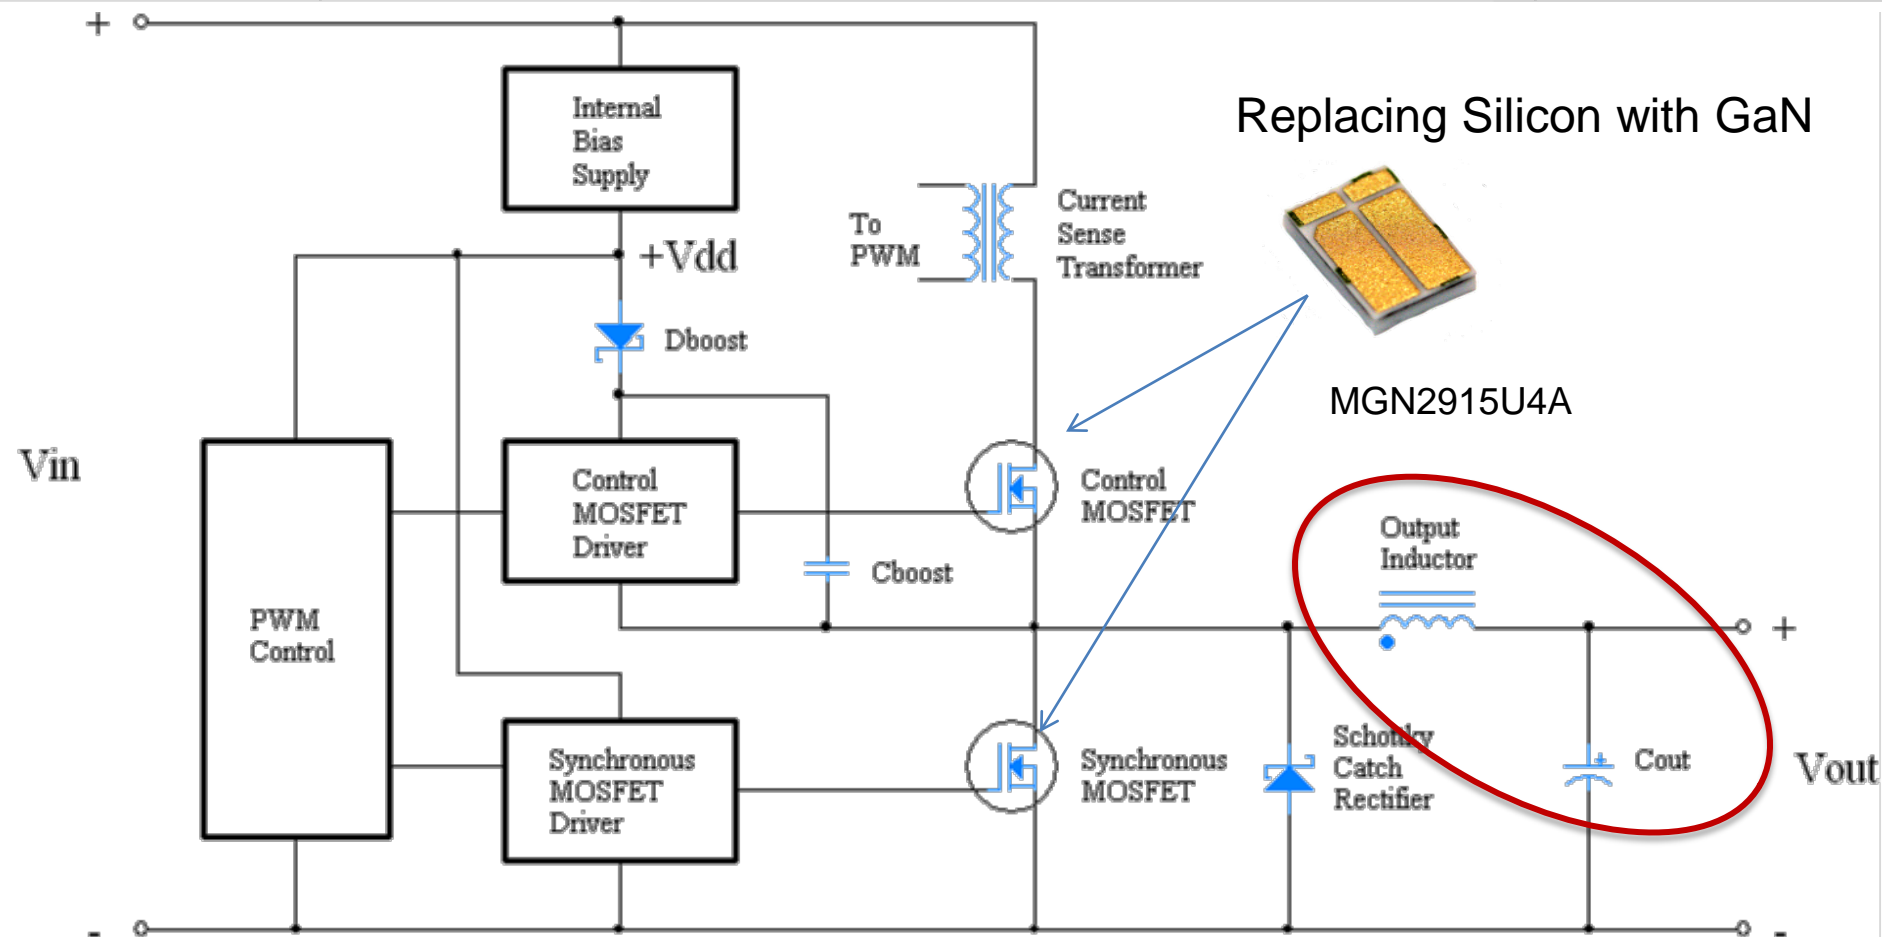 +
Internal
Bias
Supply
Replacing Silicon with GaN
To
PWM
Current
Sense
Transformer
+Vdd
Dboost
MGN2915U4A
Vin
Control
MOSFET
Driver
Control
MOSFET
Output
Inductor
Cboost
PWM
Control
+
Synchronous
MOSFET
Driver
Synchronous
MOSFET
Schottky
Catch
Rectifier
+
Cout
Vout
-
-